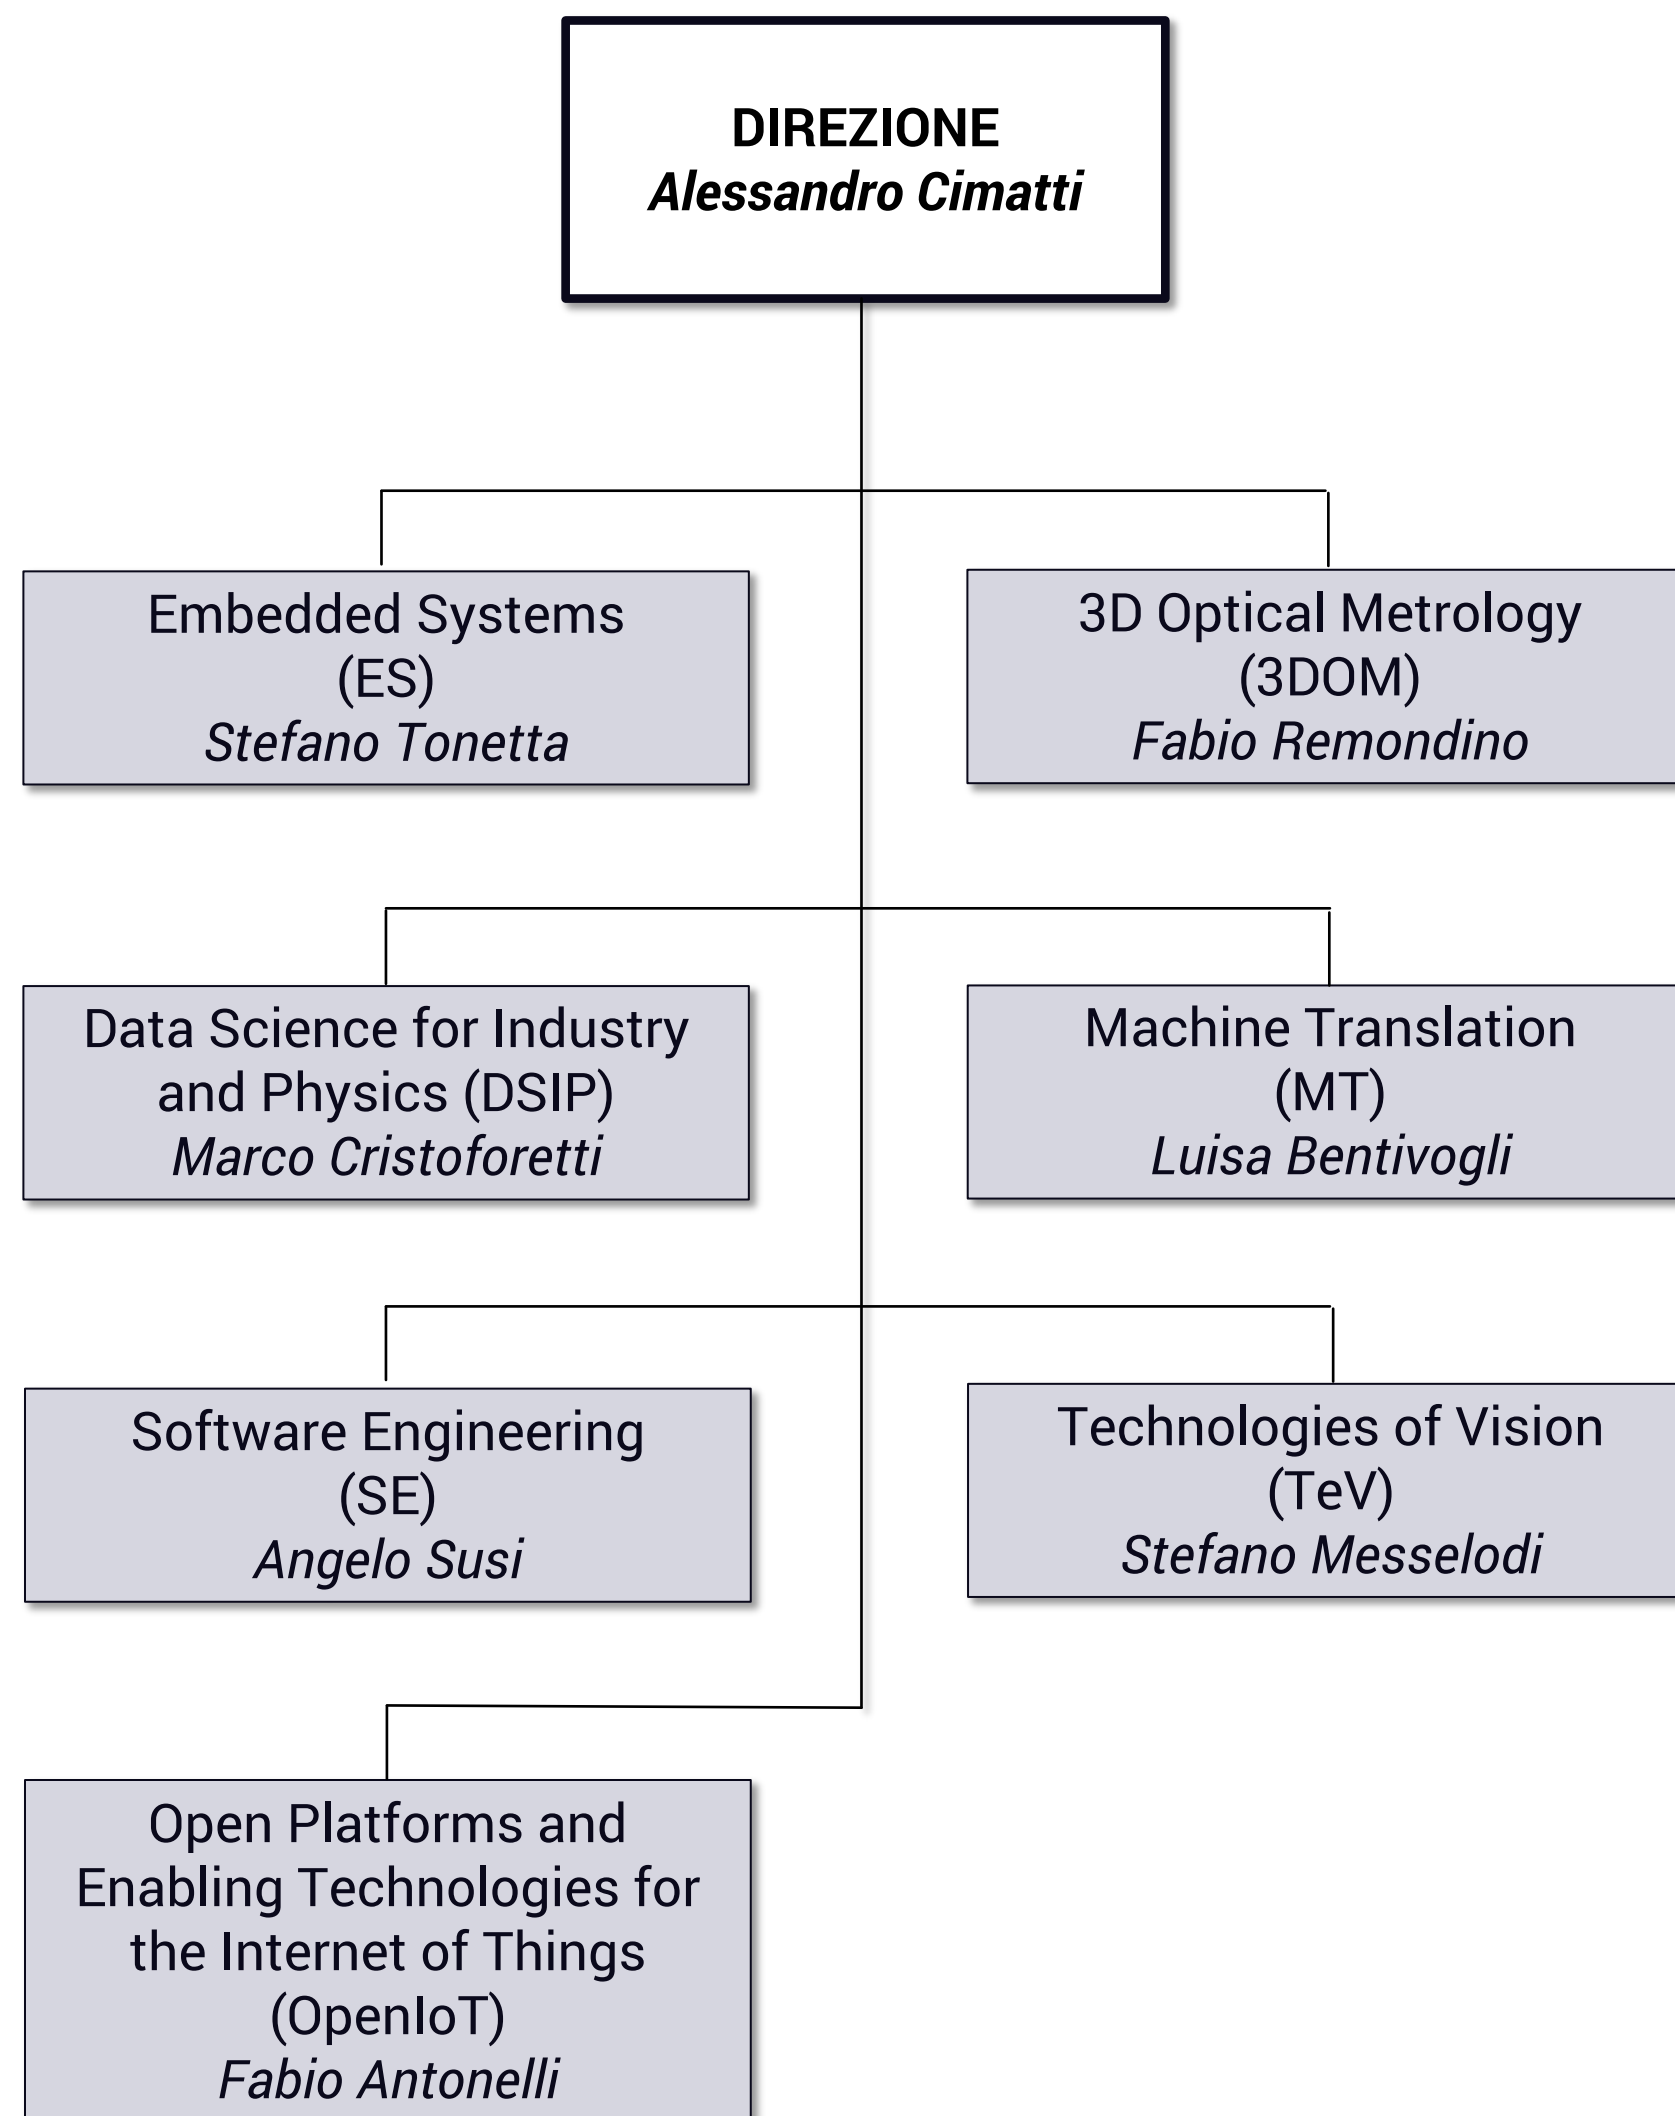 DIREZIONE
Alessandro Cimatti
Embedded Systems
(ES)
Stefano Tonetta
3D Optical Metrology
(3DOM)
Fabio Remondino
Data Science for Industry
and Physics (DSIP)
Marco Cristoforetti
Machine Translation
(MT)
Luisa Bentivogli
Software Engineering
(SE)
Angelo Susi
Technologies of Vision
(TeV)
Stefano Messelodi
Open Platforms and
Enabling Technologies for
the Internet of Things
(OpenIoT)
Fabio Antonelli